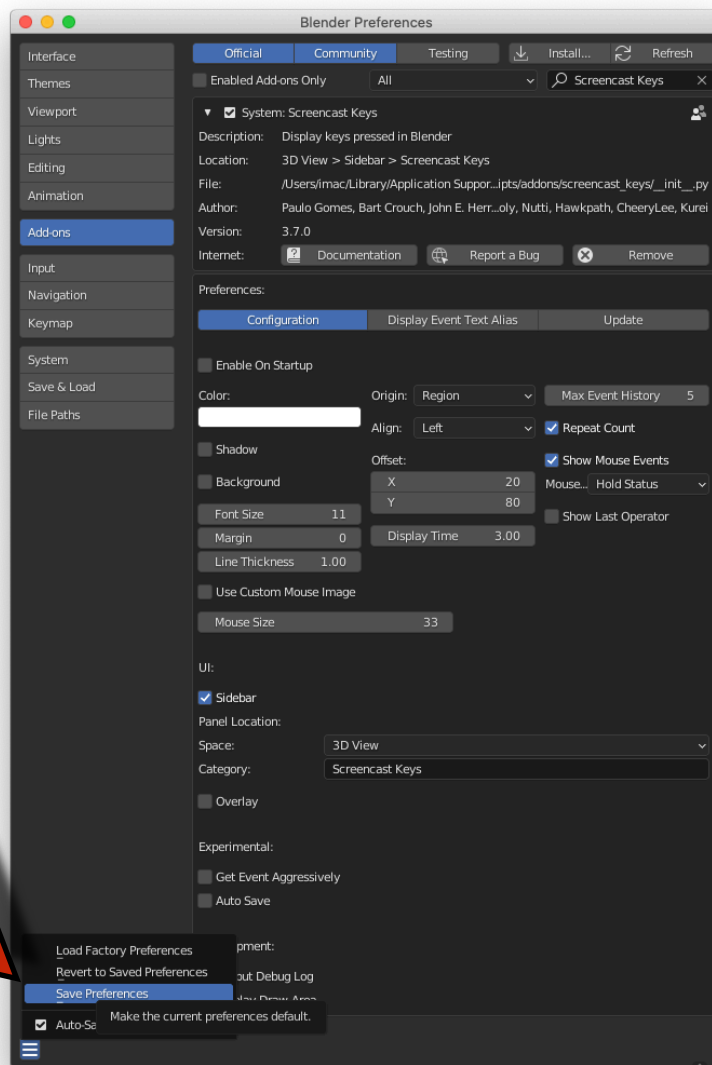 Blender Preferences
Interface
Themes
Viewport
Lights
Editing
Animation
Add-ons
Input
Navigation
Keymap
System
Save & Load
File Paths
Official Community Testing Install... Refresh
Enabled Add-ons Only All Screencast Keys
System: Screencast Keys
Description: Display keys pressed in Blender
Location: 3D View > Sidebar > Screencast Keys
File: /Users/imac/Library/Application Suppor...ipts/addons/screencast_keys/__init__.py
Author: Paulo Gomes, Bart Crouch, John E. Herr...oly, Nutti, Hawkpath, CheeryLee, Kurei
Version: 3.7.0
Internet: Documentation Report a Bug Remove
Preferences:
Configuration Display Event Text Alias Update
Enable On Startup
Color: Origin: Region Max Event History 5
Align: Left Repeat Count
Shadow Offset: Show Mouse Events
Background X 20 Mouse... Hold Status
Y 80
Font Size 11 Show Last Operator
Margin 0 Display Time 3.00
Line Thickness 1.00
Use Custom Mouse Image
Mouse Size 33
UI:
Sidebar
Panel Location:
Space: 3D View
Category: Screencast Keys
Overlay
Experimental:
Get Event Aggressively
Auto Save
Load Factory Preferences pment:
Revert to Saved Preferences put Debug Log
Save Preferences
Auto-Sa Make the current preferences default.